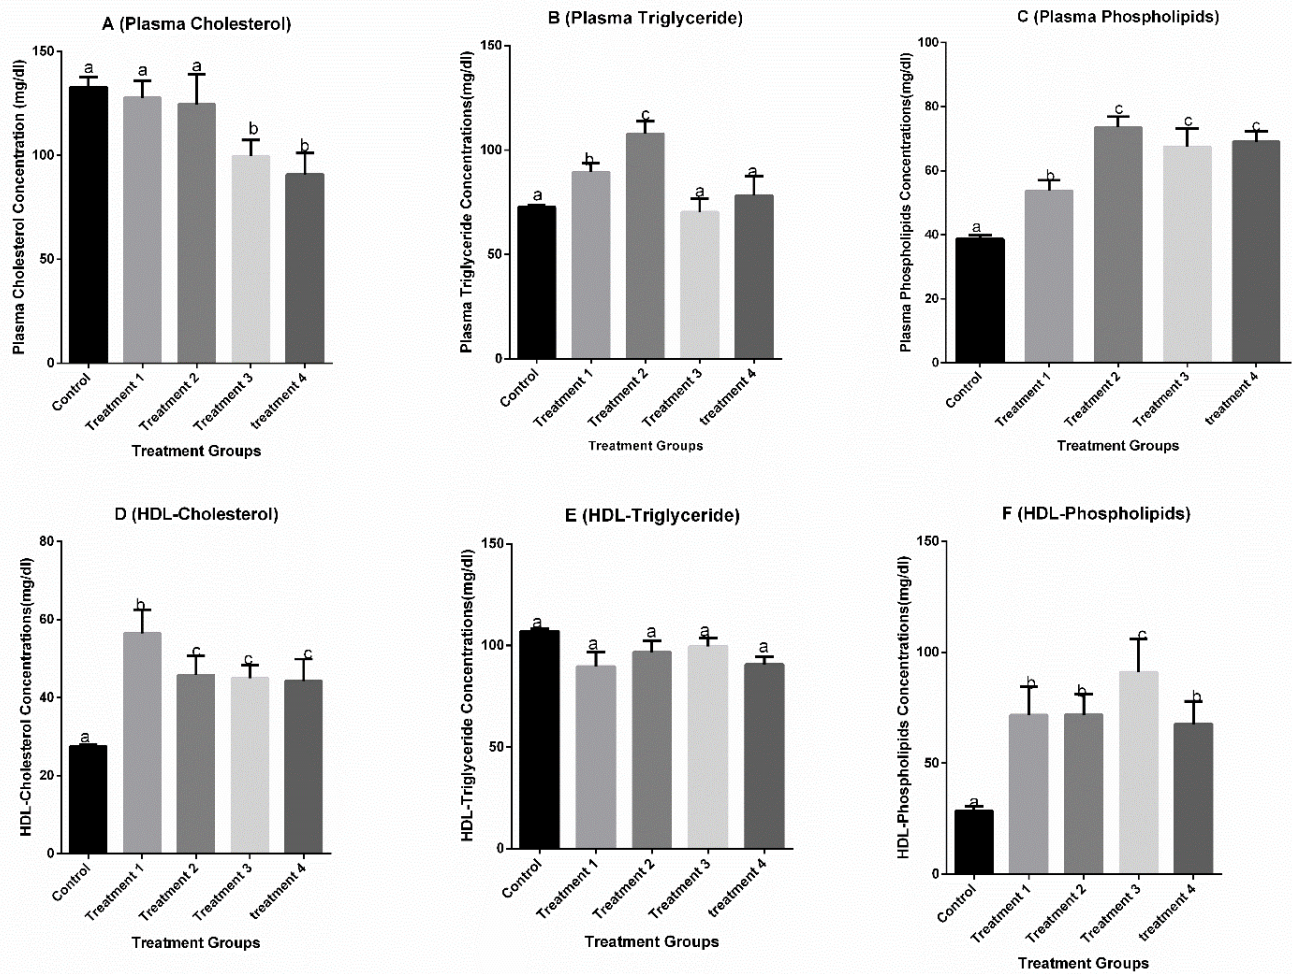 A (Plasma Cholesterol)
Plasma Cholesterol Concentration (mg/dl)
150
100
50
0
a
a
a
b
b
Control
Treatment 1
Treatment 2
Treatment 3
treatment 4
Treatment Groups
B (Plasma Triglyceride)
Plasma Triglyceride Concentrations(mg/dl)
150
100
50
0
a
b
c
a
a
Control
Treatment 1
Treatment 2
Treatment 3
treatment 4
Treatment Groups
C (Plasma Phospholipids)
Plasma Phospholipids Concentrations(mg/dl)
100
80
60
40
20
0
a
b
c
c
c
Control
Treatment 1
Treatment 2
Treatment 3
treatment 4
Treatment Groups
D (HDL-Cholesterol)
HDL-Cholesterol Concentrations(mg/dl)
80
60
40
20
0
a
b
c
c
c
Control
Treatment 1
Treatment 2
Treatment 3
treatment 4
Treatment Groups
E (HDL-Triglyceride)
HDL-Triglyceride Concentrations(mg/dl)
150
100
50
0
a
a
a
a
a
Control
Treatment 1
Treatment 2
Treatment 3
treatment 4
Treatment Groups
F (HDL-Phospholipids)
HDL-Phospholipids Concentrations(mg/dl)
150
100
50
0
a
b
b
c
b
Control
Treatment 1
Treatment 2
Treatment 3
treatment 4
Treatment Groups